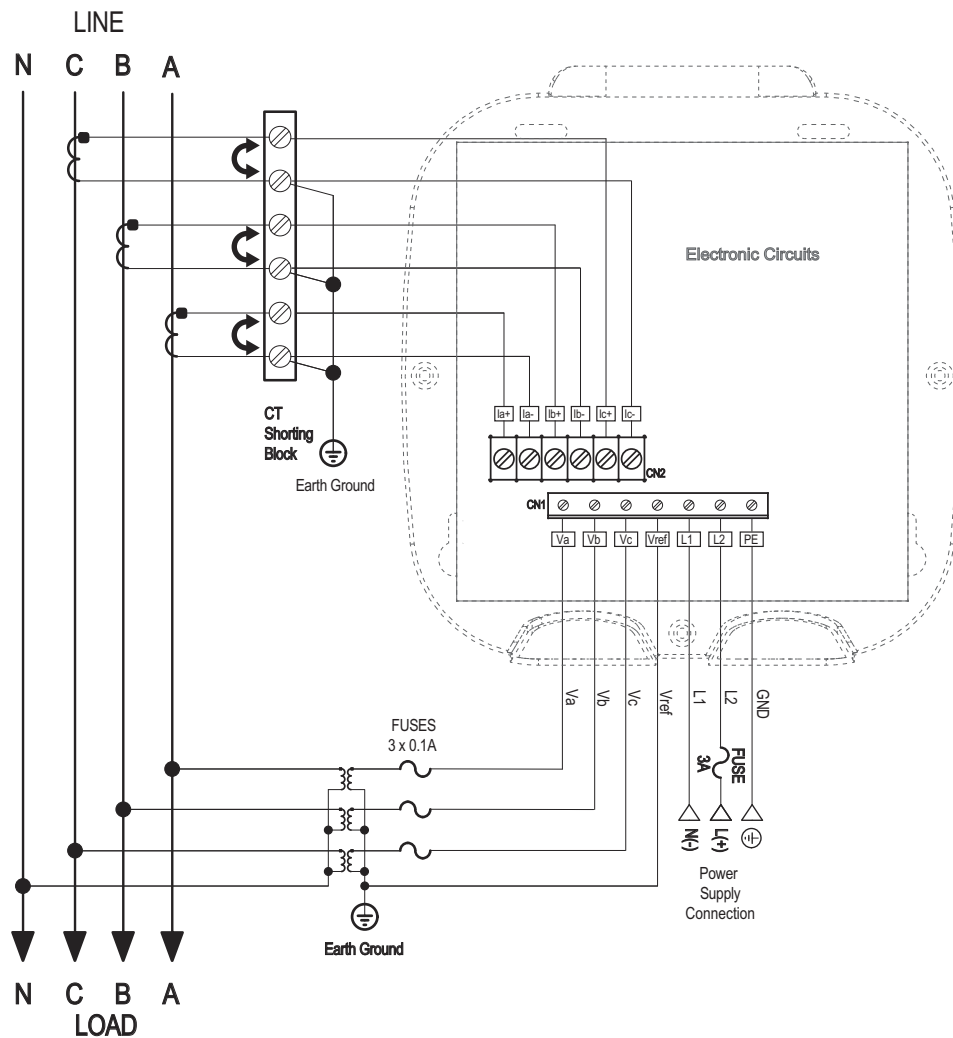 LINE
N C B A
Electronic Circuits
Ia+ Ia- Ib+ Ib- Ic+ Ic-
CT
Shorting
Block
Earth Ground
CN2
CN1
Va Vb Vc Vref L1 L2 PE
Va Vb Vc Vref L1 L2 GND
FUSES
3 x 0.1A
FUSE
3A
N(-) L(+)
Power
Supply
Connection
Earth Ground
N C B A
LOAD